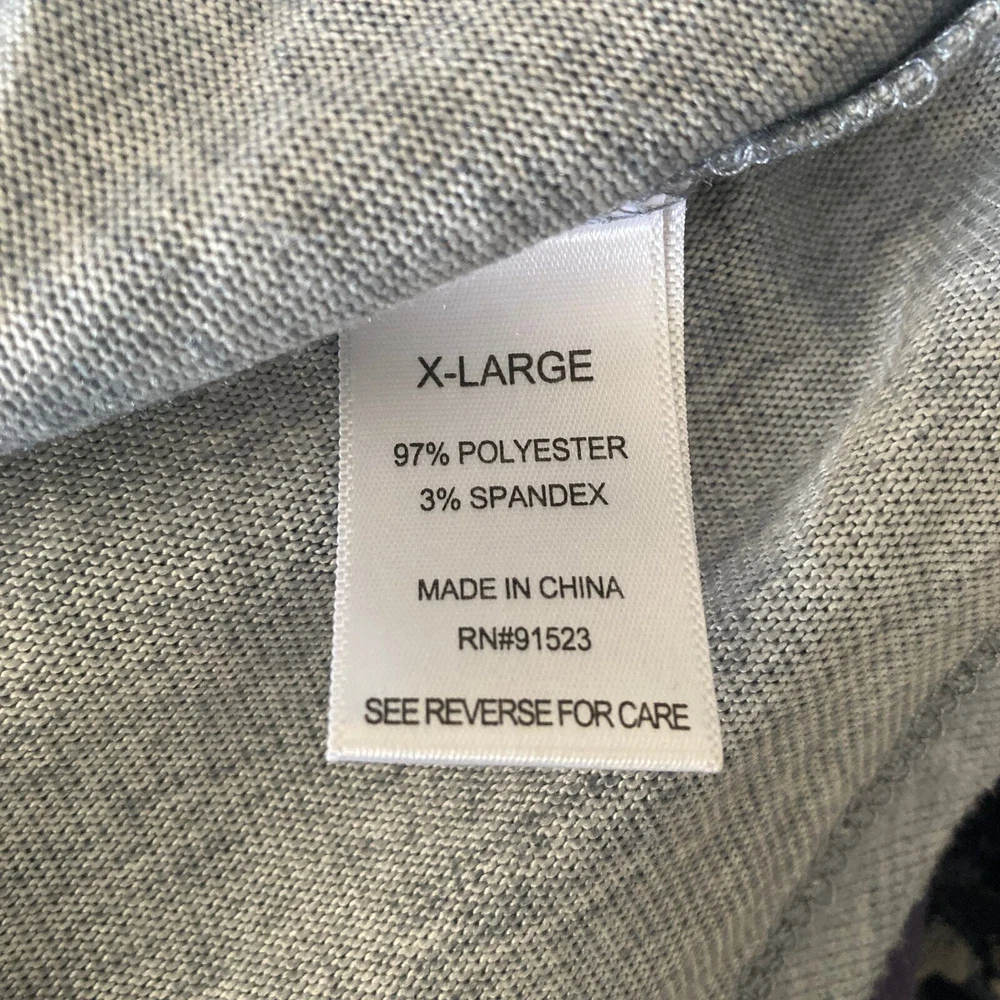 X-LARGE
97% POLYESTER
3% SPANDEX
MADE IN CHINA
RN#91523
SEE REVERSE FOR CARE